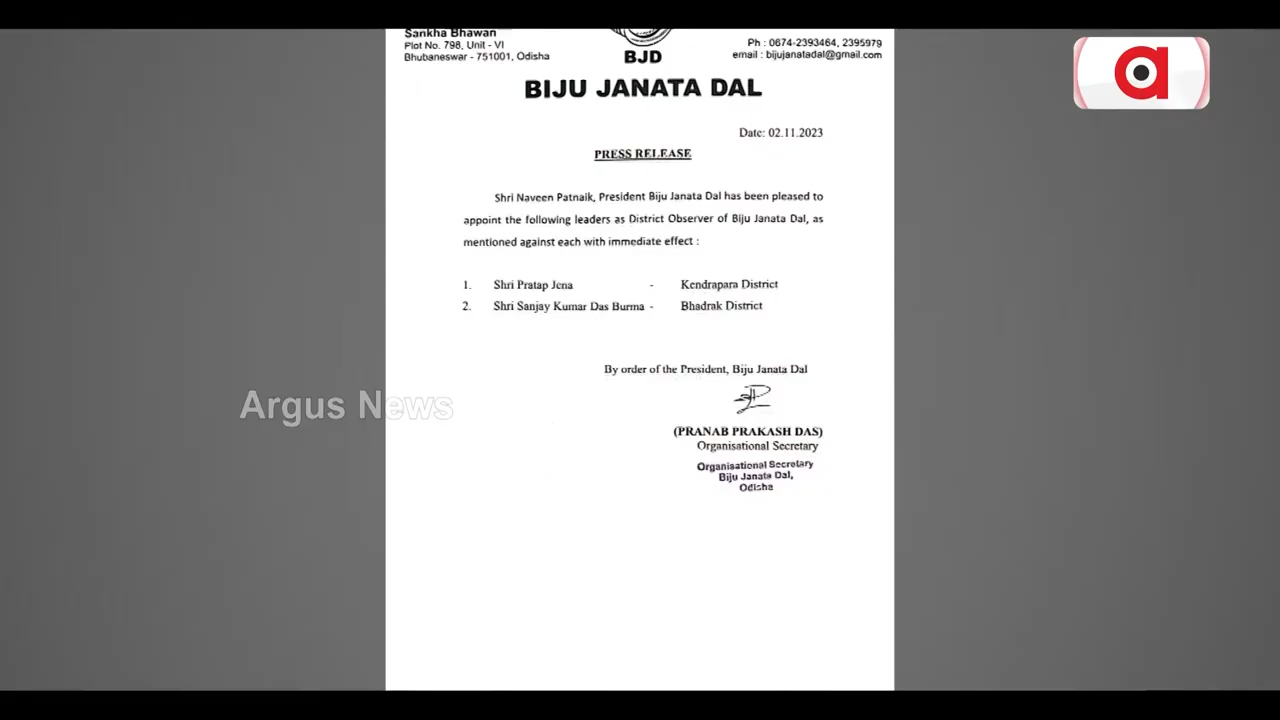 Sankha Bhawan
Plot No. 798, Unit - VI
Bhubaneswar - 751001, Odisha
BJD
Ph : 0674-2393464, 2395979
email : bijujanatadal@gmail.com
BIJU JANATA DAL
Date: 02.11.2023
PRESS RELEASE
Shri Naveen Patnaik, President Biju Janata Dal has been pleased to
appoint the following leaders as District Observer of Biju Janata Dal, as
mentioned against each with immediate effect :
1. Shri Pratap Jena - Kendrapara District
2. Shri Sanjay Kumar Das Burma - Bhadrak District
By order of the President, Biju Janata Dal
(PRANAB PRAKASH DAS)
Organisational Secretary
Organisational Secretary
Biju Janata Dal,
Odisha
Argus News
a